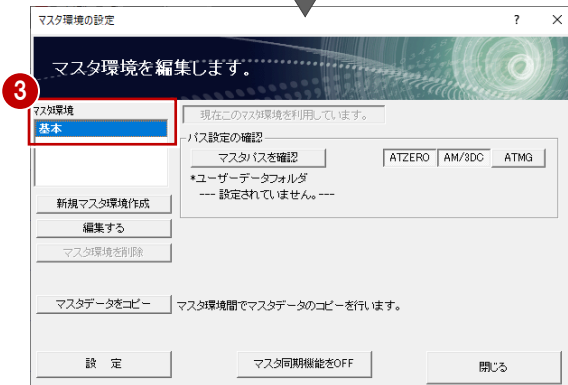 マスタ環境の設定
マスタ環境を編集します。
3
マスタ環境
基本
現在このマスタ環境を利用しています。
パス設定の確認
マスタパスを確認
ATZERO AM/3DC ATMG
*ユーザーデータフォルダ
--- 設定されていません。---
新規マスタ環境作成
編集する
マスタ環境を削除
マスタデータをコピー マスタ環境間でマスタデータのコピーを行います。
設 定 マスタ同期機能をOFF 閉じる